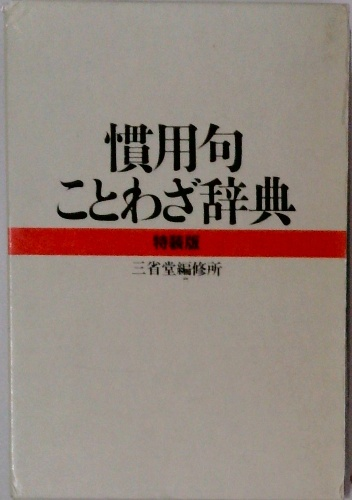 慣用句
ことわざ辞典
特装版
三省堂編修所